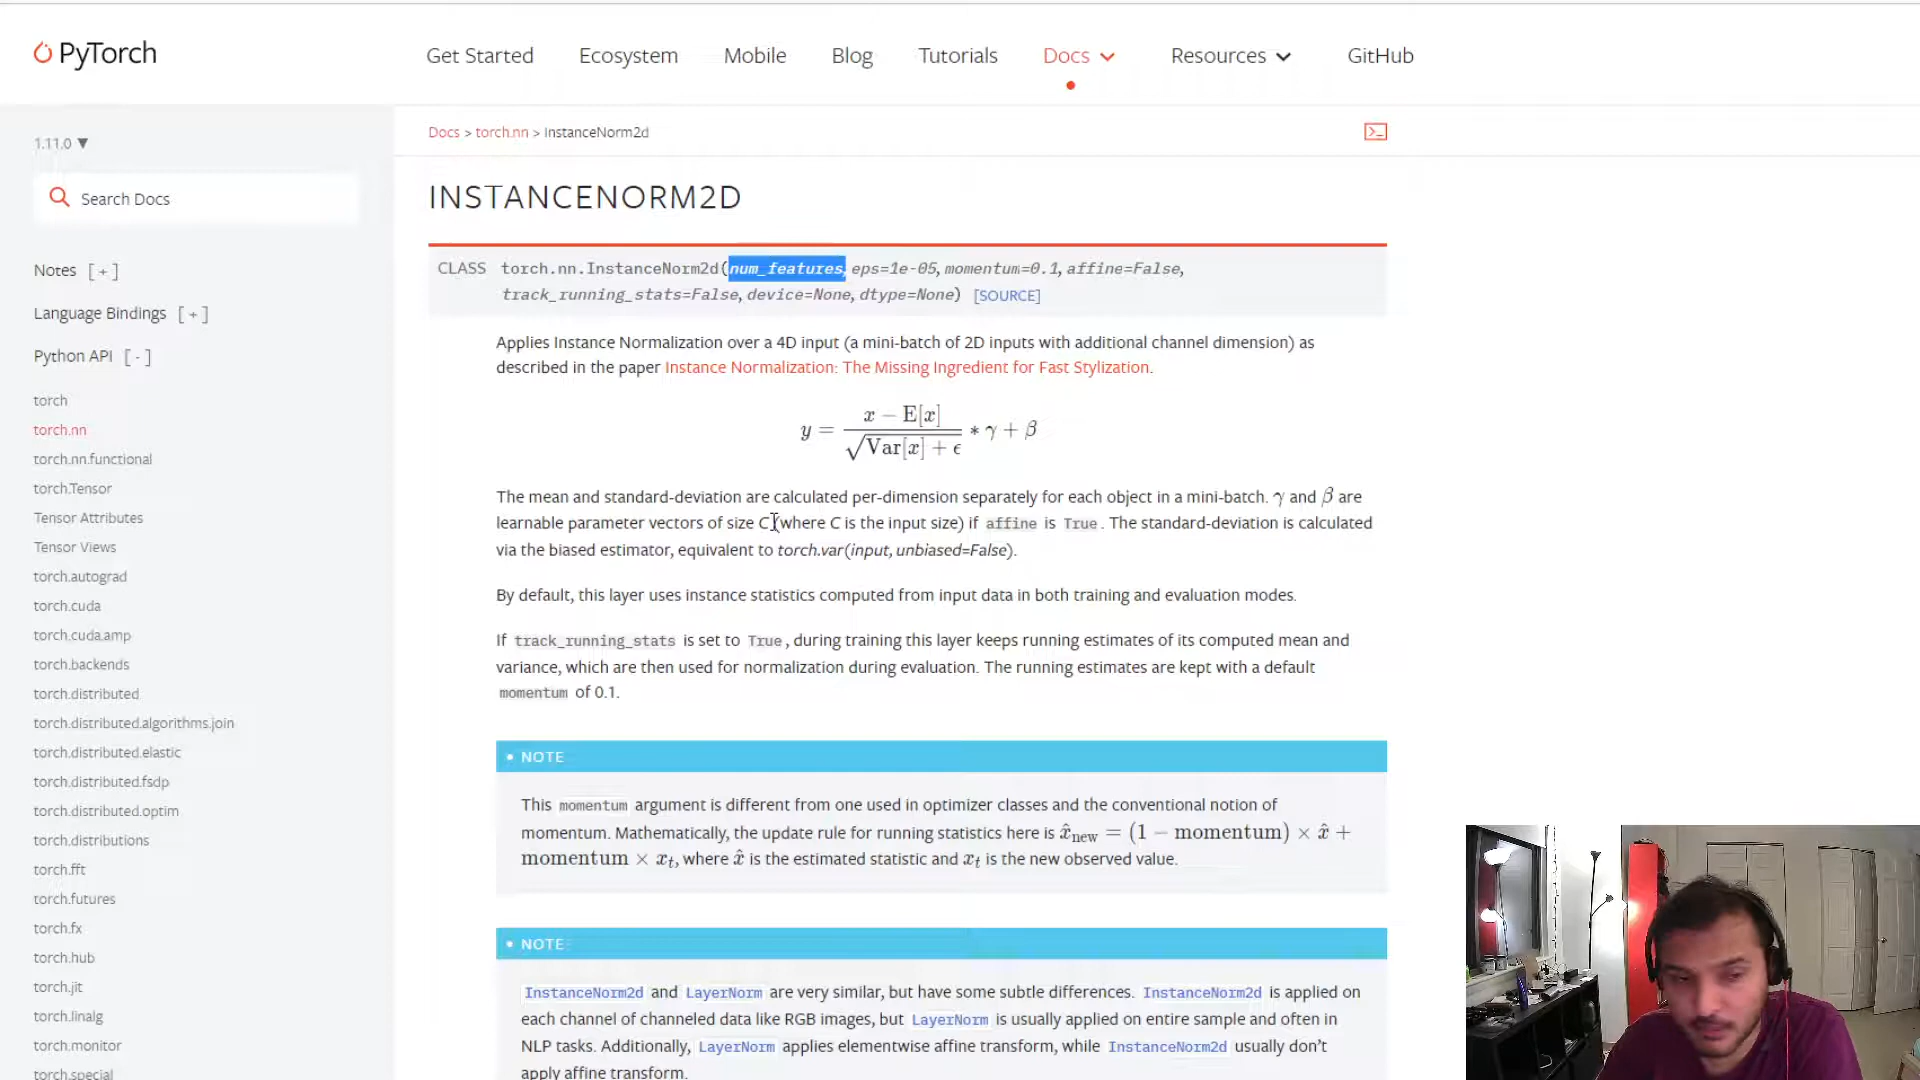 PyTorch
Get Started Ecosystem Mobile Blog Tutorials Docs Resources GitHub
1.11.0 ▼
Search Docs
Notes [ + ]
Language Bindings [ + ]
Python API [ - ]
torch
torch.nn
torch.nn.functional
torch.Tensor
Tensor Attributes
Tensor Views
torch.autograd
torch.cuda
torch.cuda.amp
torch.backends
torch.distributed
torch.distributed.algorithms.join
torch.distributed.elastic
torch.distributed.fsdp
torch.distributed.optim
torch.distributions
torch.fft
torch.futures
torch.fx
torch.hub
torch.jit
torch.linalg
torch.monitor
torch.special
Docs > torch.nn > InstanceNorm2d
INSTANCENORM2D
CLASS torch.nn.InstanceNorm2d(num_features, eps=1e-05, momentum=0.1, affine=False,
track_running_stats=False, device=None, dtype=None) [SOURCE]
Applies Instance Normalization over a 4D input (a mini-batch of 2D inputs with additional channel dimension) as
described in the paper Instance Normalization: The Missing Ingredient for Fast Stylization.
y = (x − E[x]) / √(Var[x] + ϵ) ∗ γ + β
The mean and standard-deviation are calculated per-dimension separately for each object in a mini-batch. γ and β are
learnable parameter vectors of size C (where C is the input size) if affine is True. The standard-deviation is calculated
via the biased estimator, equivalent to torch.var(input, unbiased=False).
By default, this layer uses instance statistics computed from input data in both training and evaluation modes.
If track_running_stats is set to True, during training this layer keeps running estimates of its computed mean and
variance, which are then used for normalization during evaluation. The running estimates are kept with a default
momentum of 0.1.
• NOTE
This momentum argument is different from one used in optimizer classes and the conventional notion of
momentum. Mathematically, the update rule for running statistics here is x̂new = (1 − momentum) × x̂ +
momentum × xt, where x̂ is the estimated statistic and xt is the new observed value.
• NOTE
InstanceNorm2d and LayerNorm are very similar, but have some subtle differences. InstanceNorm2d is applied on
each channel of channeled data like RGB images, but LayerNorm is usually applied on entire sample and often in
NLP tasks. Additionally, LayerNorm applies elementwise affine transform, while InstanceNorm2d usually don't
apply affine transform.